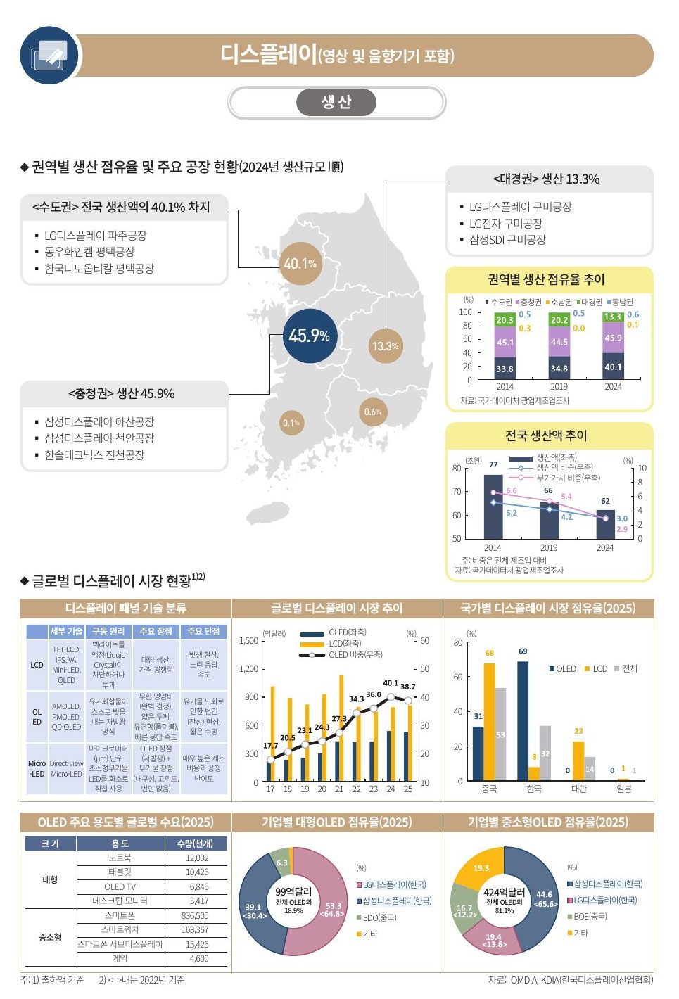 디스플레이(영상 및 음향기기 포함)
생 산
◆ 권역별 생산 점유율 및 주요 공장 현황(2024년 생산규모 順)
<수도권> 전국 생산액의 40.1% 차지
▪ LG디스플레이 파주공장
▪ 동우화인켐 평택공장
▪ 한국니토옵티칼 평택공장
<충청권> 생산 45.9%
▪ 삼성디스플레이 아산공장
▪ 삼성디스플레이 천안공장
▪ 한솔테크닉스 진천공장
40.1%
45.9%
13.3%
0.1%
0.6%
<대경권> 생산 13.3%
▪ LG디스플레이 구미공장
▪ LG전자 구미공장
▪ 삼성SDI 구미공장
권역별 생산 점유율 추이
(%) 수도권 충청권 호남권 대경권 동남권
100
80
60
40
20
0
20.3 0.5 20.2 0.5 13.3 0.6
0.3 0.0 0.1
45.1 44.5 45.9
33.8 34.8 40.1
2014 2019 2024
자료: 국가데이터처 광업제조업조사
전국 생산액 추이
(조원) (%)
생산액(좌축)
생산액 비중(우축)
부가가치 비중(우축)
80
70
60
50
10
8
6
4
2
0
77 66 62
6.6 5.4 3.0
5.2 4.2 2.9
2014 2019 2024
주: 비중은 전체 제조업 대비
자료: 국가데이터처 광업제조업조사
◆ 글로벌 디스플레이 시장 현황1)2)
디스플레이 패널 기술 분류
세부 기술 구동 원리 주요 장점 주요 단점
LCD
TFT-LCD,
IPS, VA,
Mini-LED,
QLED
백라이트를
액정(Liquid
Crystal)이
차단하거나
투과
대량 생산,
가격 경쟁력
빛샘 현상,
느린 응답
속도
OL
ED
AMOLED,
PMOLED,
QD-OLED
유기화합물이
스스로 빛을
내는 자발광
방식
무한 명암비
(완벽 검정),
얇은 두께,
유연함(폴더블),
빠른 응답 속도
유기물 노화로
인한 번인
(잔상) 현상,
짧은 수명
Micro
-LED
Direct-view
Micro-LED
마이크로미터
(μm) 단위
초소형무기물
LED를 화소로
직접 사용
OLED 장점
(자발광) +
무기물 장점
(내구성, 고휘도,
번인 없음)
매우 높은 제조
비용과 공정
난이도
글로벌 디스플레이 시장 추이
(억달러) (%)
OLED(좌축)
LCD(좌축)
OLED 비중(우축)
1,500
1,200
900
600
300
0
60
50
40
30
20
10
17.7 20.5 23.1 24.3 27.3 34.3 36.0 40.1 38.7
17 18 19 20 21 22 23 24 25
국가별 디스플레이 시장 점유율(2025)
(%)
OLED LCD 전체
80
60
40
20
0
31 68 53
69 8 32
0 23 14
0 1 1
중국 한국 대만 일본
OLED 주요 용도별 글로벌 수요(2025)
크 기 용 도 수량(천개)
대형
노트북 12,002
태블릿 10,426
OLED TV 6,846
데스크탑 모니터 3,417
중소형
스마트폰 836,505
스마트워치 168,367
스마트폰 서브디스플레이 15,426
게임 4,600
기업별 대형OLED 점유율(2025)
(%)
6.3
39.1
<30.4>
53.3
<64.8>
99억달러
전체 OLED의
18.9%
LG디스플레이(한국)
삼성디스플레이(한국)
EDO(중국)
기타
기업별 중소형OLED 점유율(2025)
(%)
19.3
44.6
<65.6>
16.7
<12.2>
19.4
<13.6>
424억달러
전체 OLED의
81.1%
삼성디스플레이(한국)
LG디스플레이(한국)
BOE(중국)
기타
주: 1) 출하액 기준 2) < >내는 2022년 기준
자료: OMDIA, KDIA(한국디스플레이산업협회)